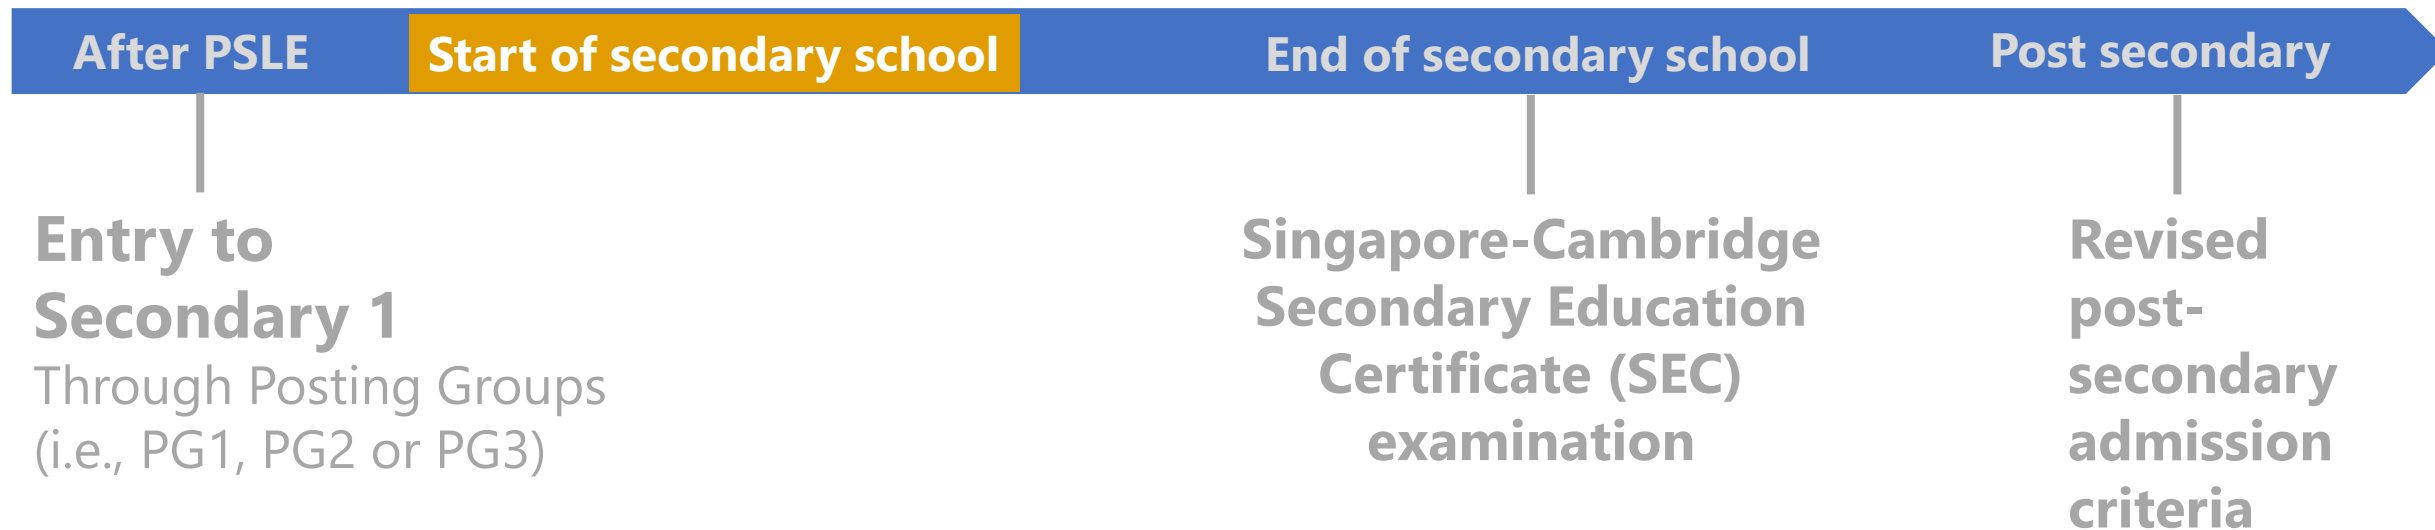 After PSLE
Start of secondary school
End of secondary school
Post secondary
Entry to
Secondary 1
Through Posting Groups
(i.e., PG1, PG2 or PG3)
Singapore-Cambridge
Secondary Education
Certificate (SEC)
examination
Revised
post-
secondary
admission
criteria